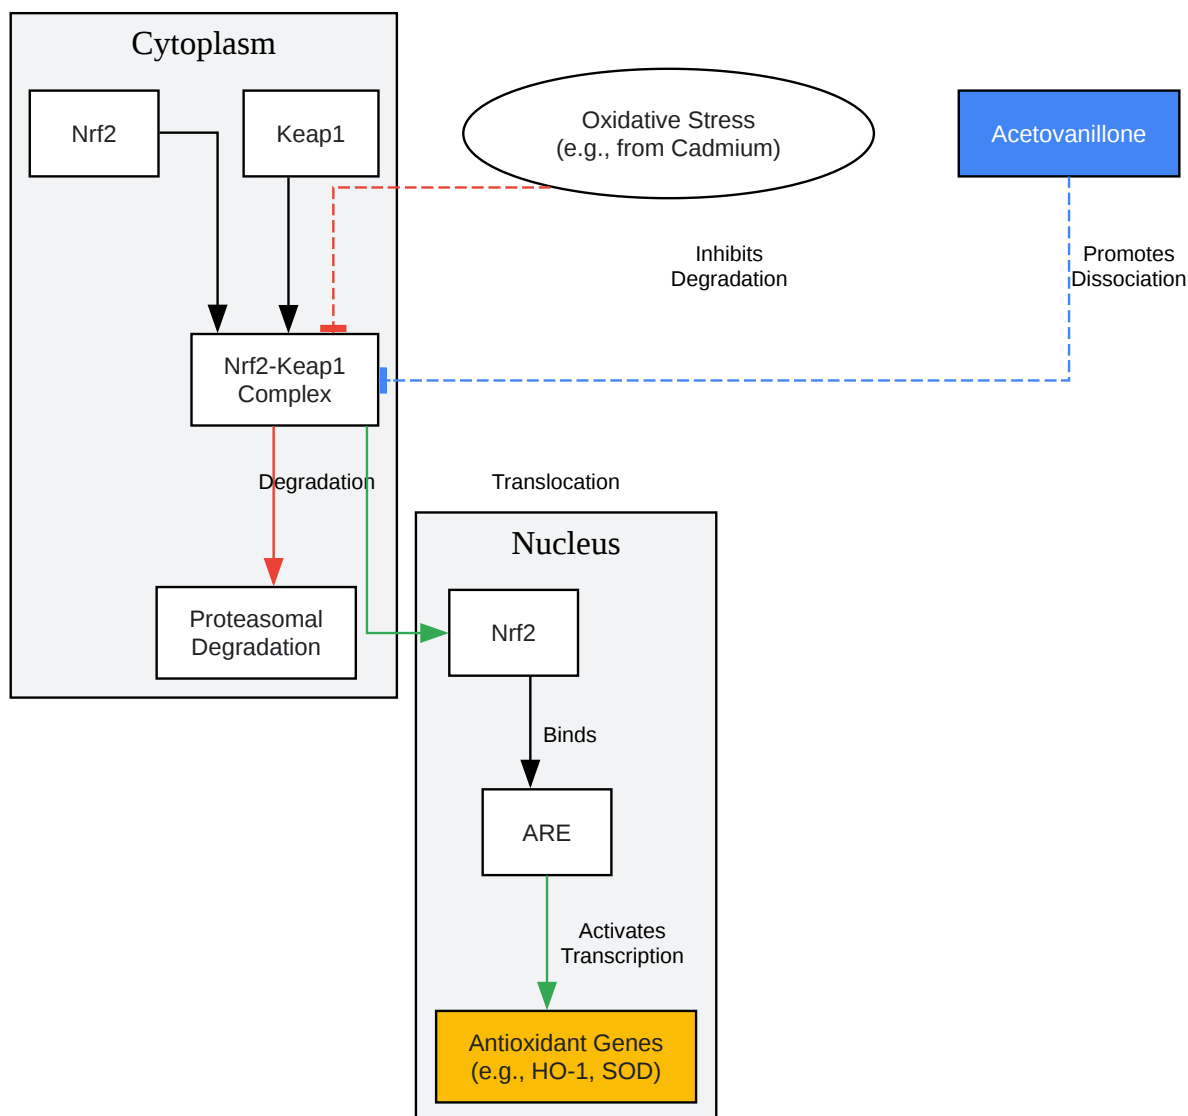 Cytoplasm
Nrf2
Keap1
Oxidative Stress
(e.g., from Cadmium)
Acetovanillone
Inhibits
Degradation
Promotes
Dissociation
Nrf2-Keap1
Complex
Degradation
Translocation
Nucleus
Proteasomal
Degradation
Nrf2
Binds
ARE
Activates
Transcription
Antioxidant Genes
(e.g., HO-1, SOD)